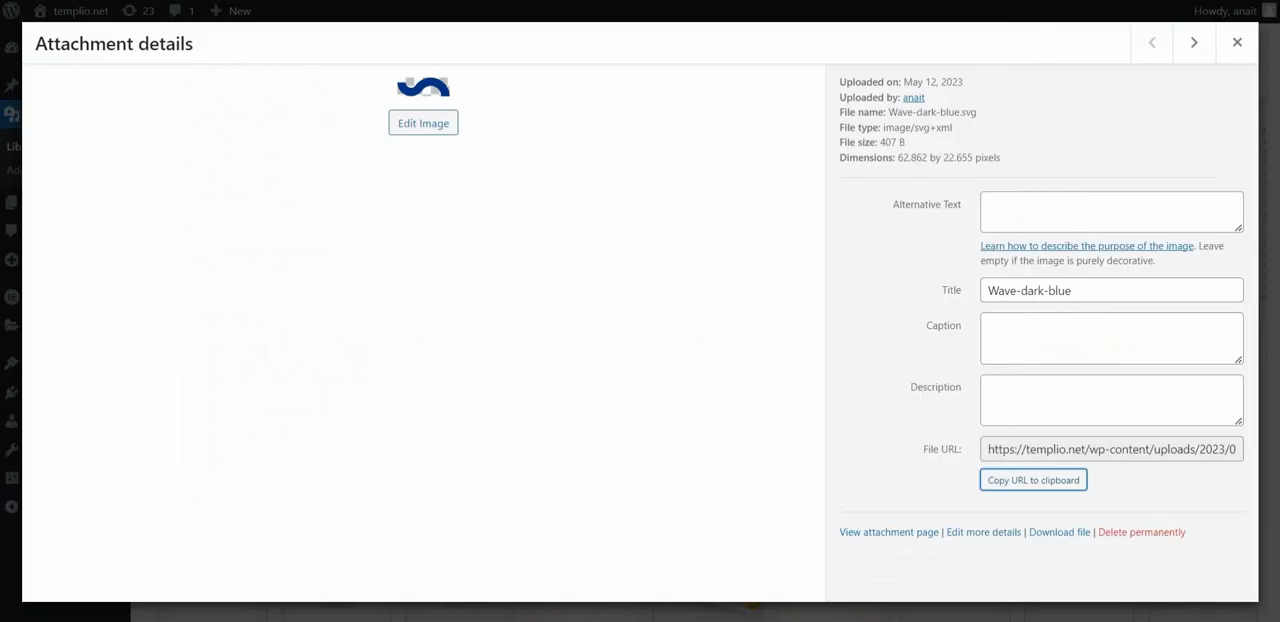 templio.net 23 1 New Howdy, anait
Attachment details
Edit Image
Uploaded on: May 12, 2023
Uploaded by: anait
File name: Wave-dark-blue.svg
File type: image/svg+xml
File size: 407 B
Dimensions: 62.862 by 22.655 pixels
Alternative Text
Learn how to describe the purpose of the image. Leave
empty if the image is purely decorative.
Title Wave-dark-blue
Caption
Description
File URL: https://templio.net/wp-content/uploads/2023/0
Copy URL to clipboard
View attachment page | Edit more details | Download file | Delete permanently
Lib